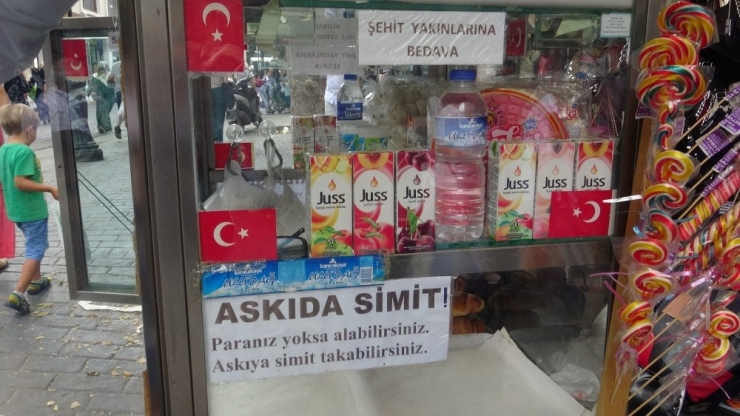 ŞEHİT YAKINLARINA
BEDAVA
Juss
Juss
Juss
Juss
Juss
Juss
ASKIDA SİMİT!
Paranız yoksa alabilirsiniz.
Askıya simit takabilirsiniz.